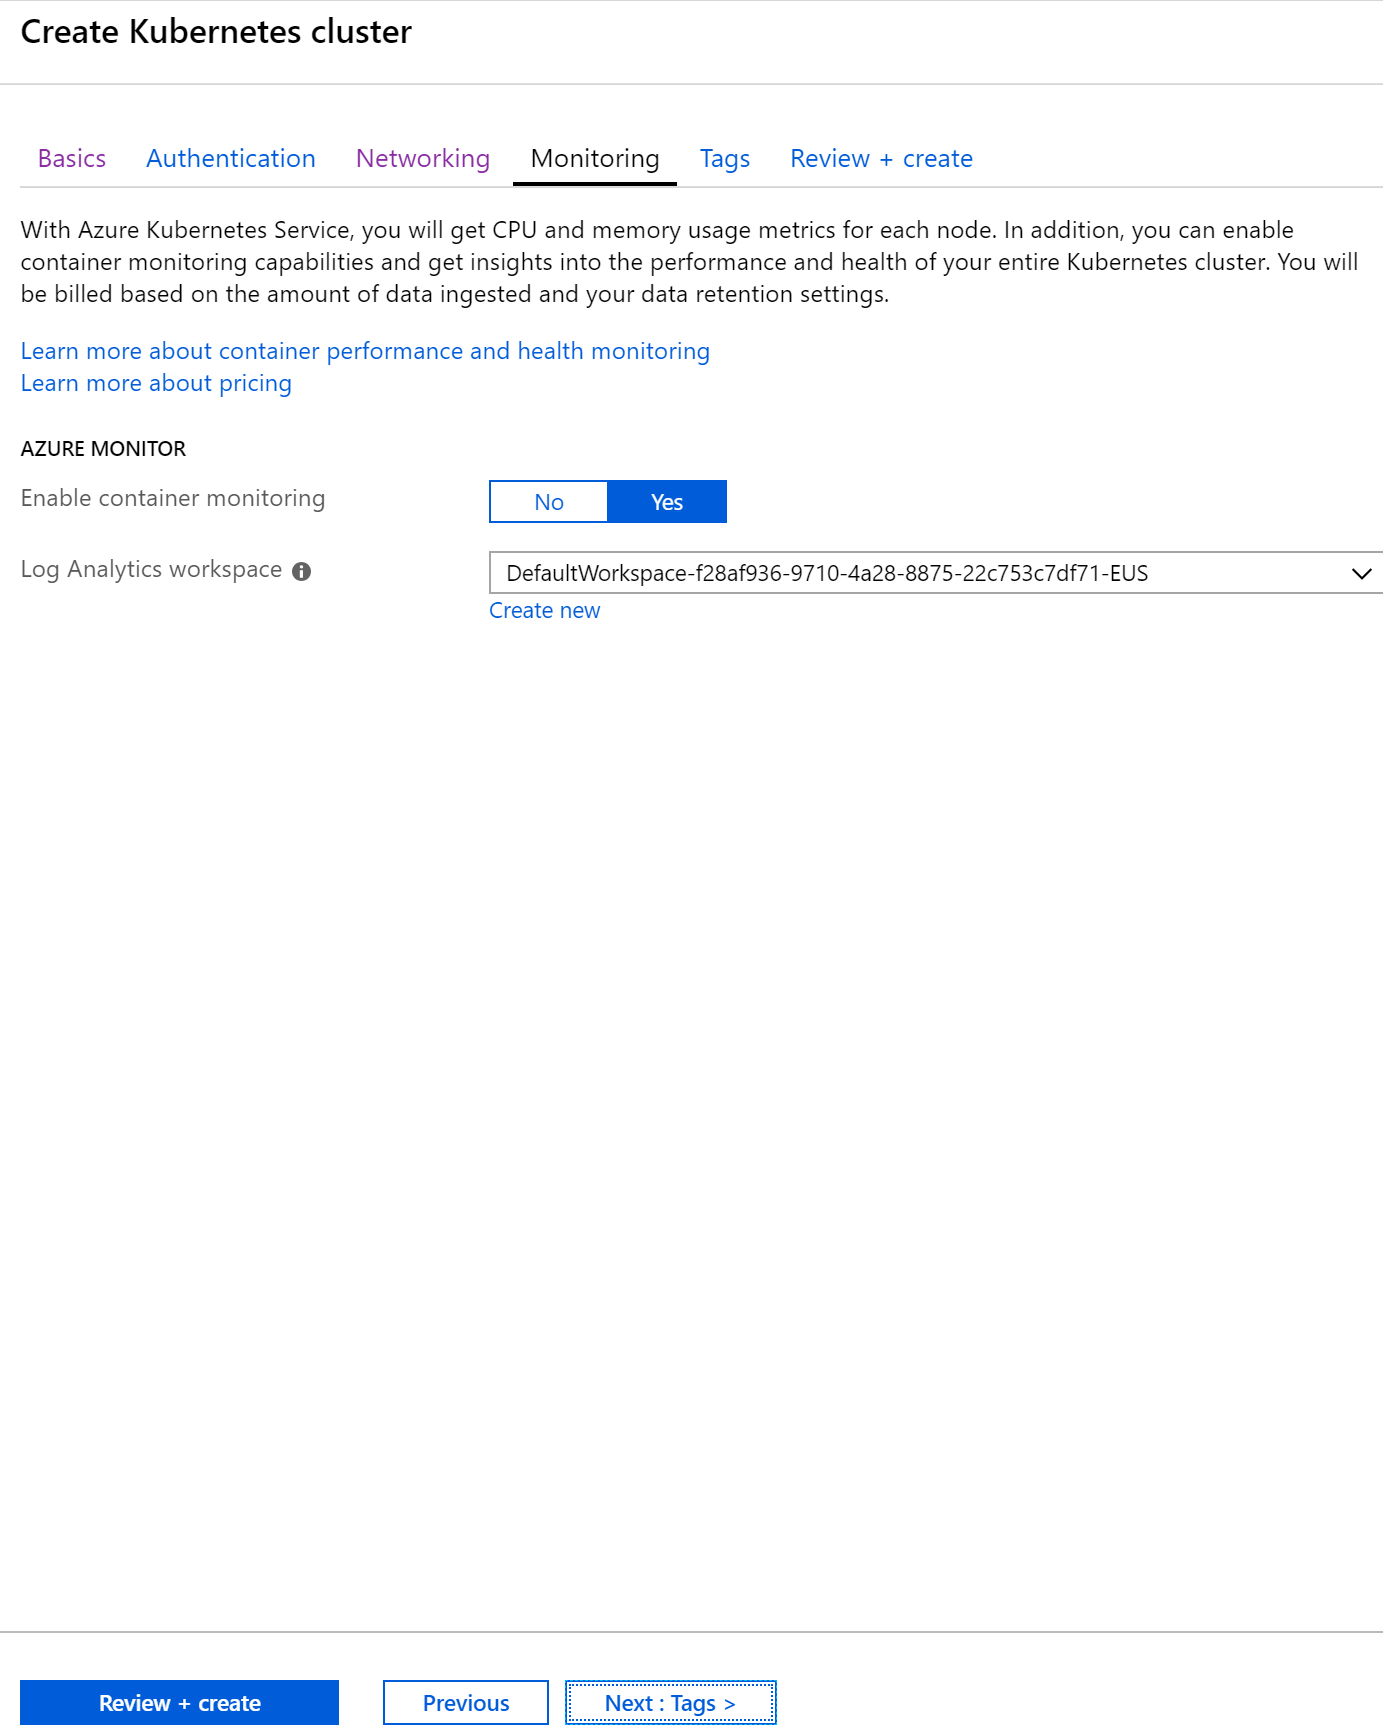 Create Kubernetes cluster
Basics Authentication Networking Monitoring Tags Review + create
With Azure Kubernetes Service, you will get CPU and memory usage metrics for each node. In addition, you can enable
container monitoring capabilities and get insights into the performance and health of your entire Kubernetes cluster. You will
be billed based on the amount of data ingested and your data retention settings.
Learn more about container performance and health monitoring
Learn more about pricing
AZURE MONITOR
Enable container monitoring No Yes
Log Analytics workspace DefaultWorkspace-f28af936-9710-4a28-8875-22c753c7df71-EUS
Create new
Review + create Previous Next : Tags >